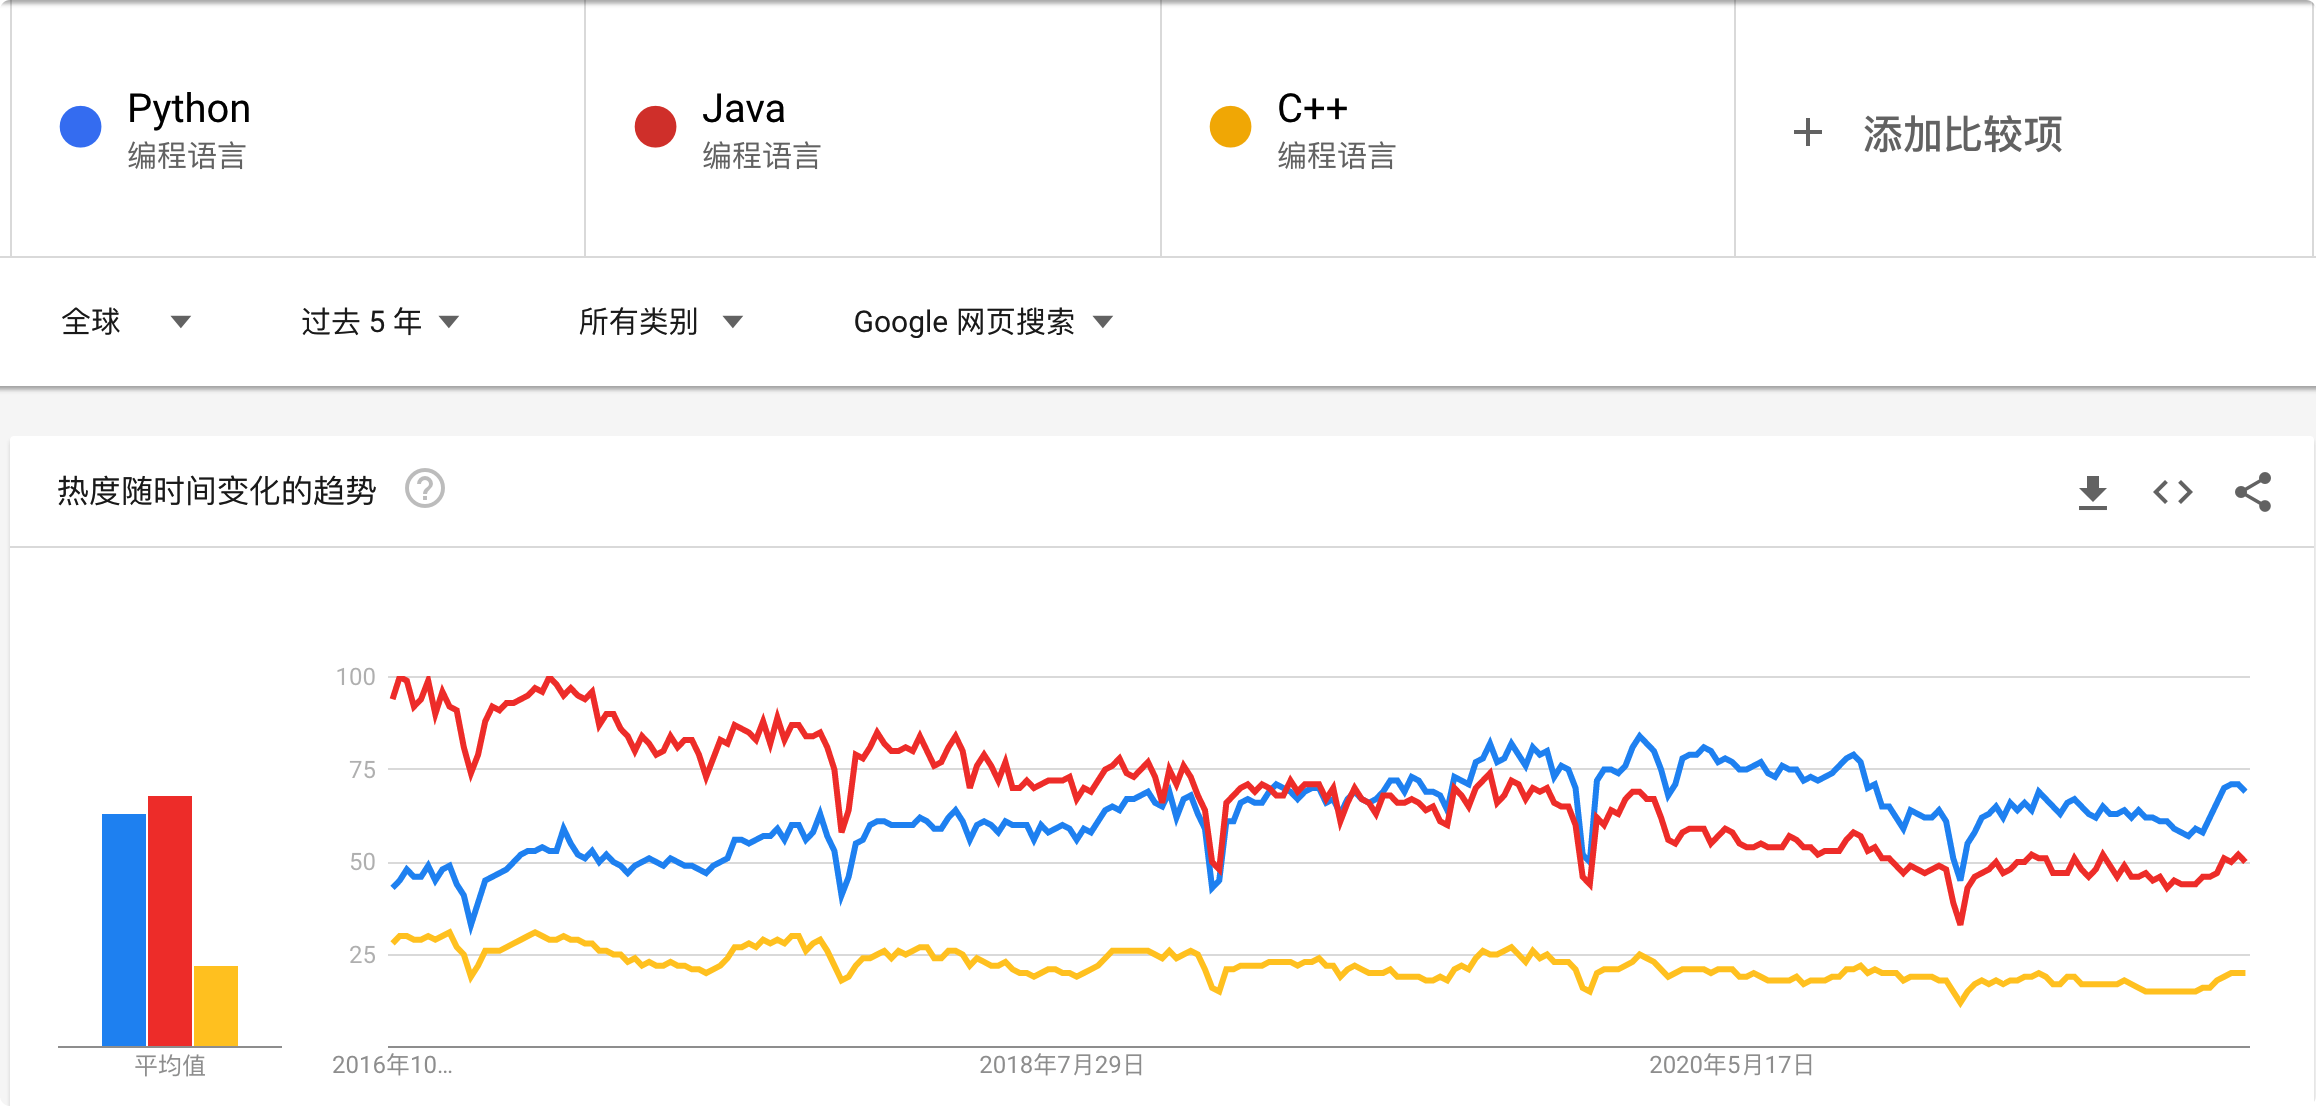 Python
编程语言
Java
编程语言
C++
编程语言
+ 添加比较项
全球
过去 5 年
所有类别
Google 网页搜索
热度随时间变化的趋势 ?
100
75
50
25
平均值
2016年10...
2018年7月29日
2020年5月17日